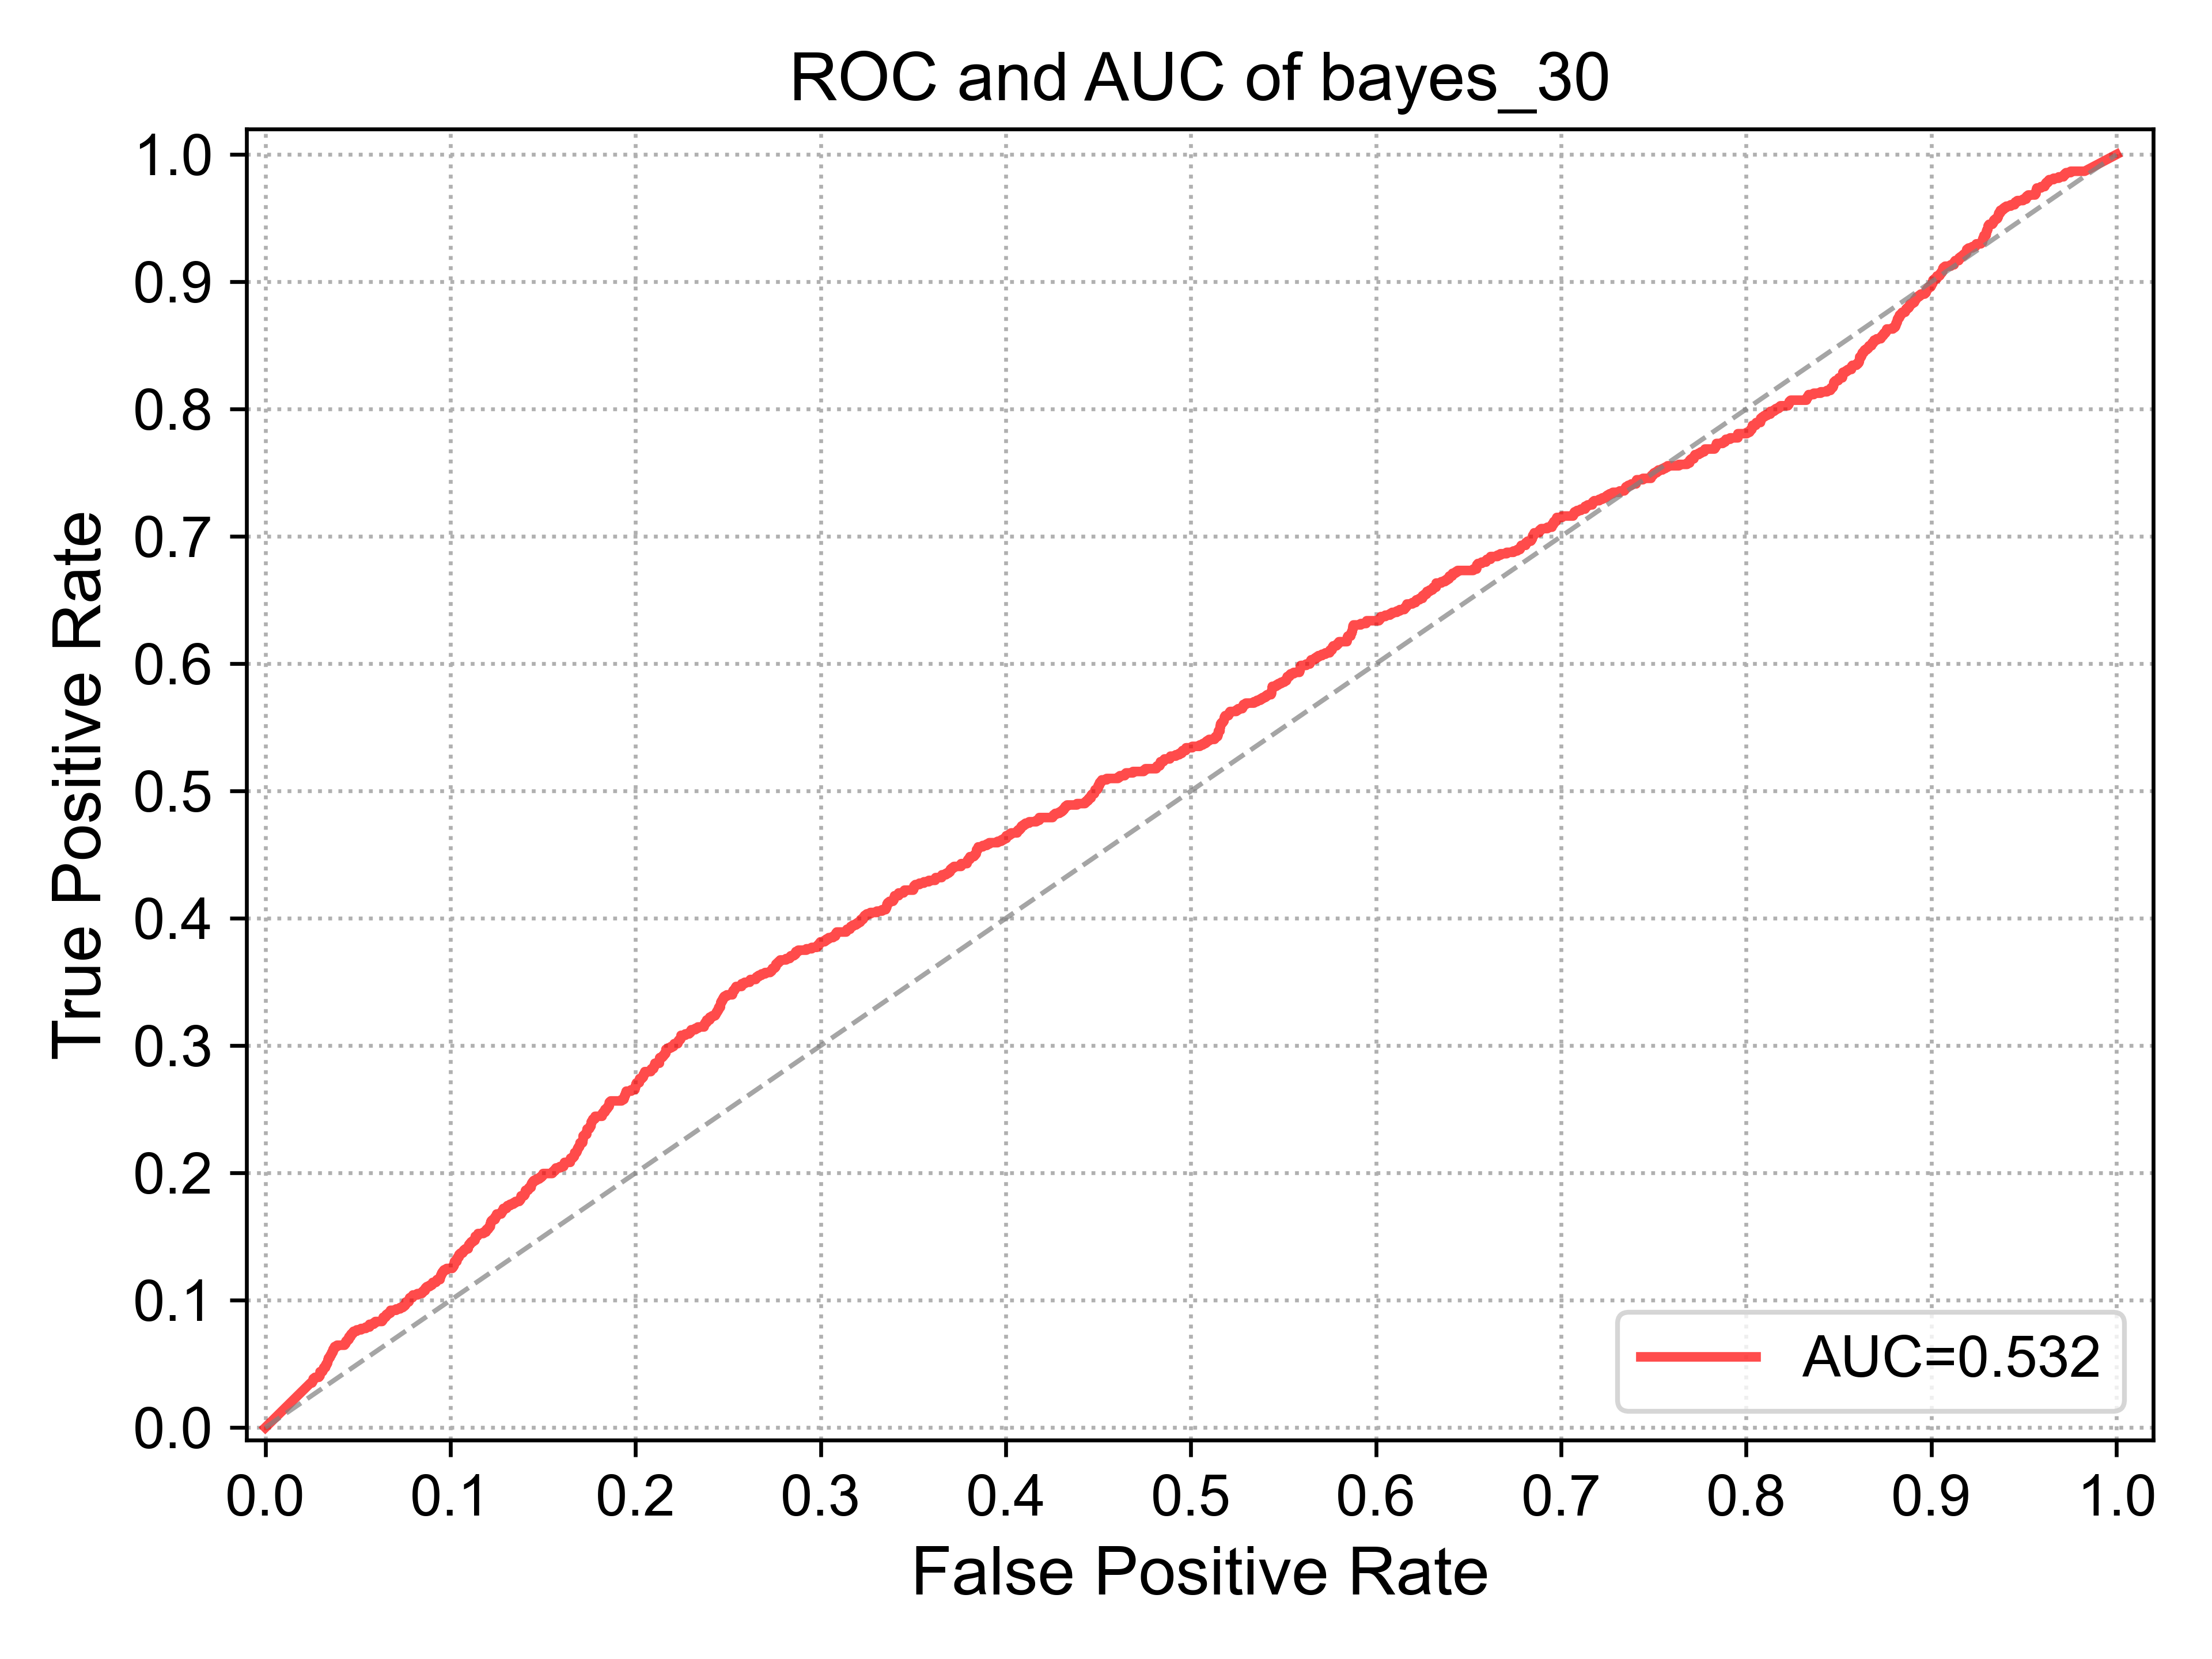 ROC and AUC of bayes_30
1.0
0.9
0.8
0.7
0.6
0.5
0.4
0.3
0.2
0.1
0.0
True Positive Rate
AUC=0.532
0.0 0.1 0.2 0.3 0.4 0.5 0.6 0.7 0.8 0.9 1.0
False Positive Rate